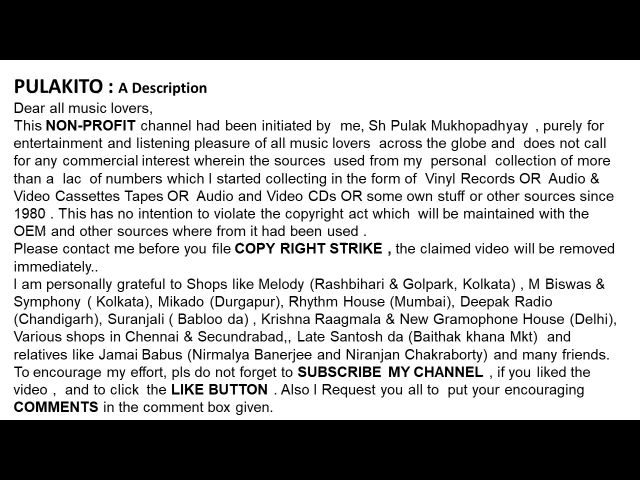 PULAKITO : A Description
Dear all music lovers,
This NON-PROFIT channel had been initiated by me, Sh Pulak Mukhopadhyay , purely for
entertainment and listening pleasure of all music lovers across the globe and does not call
for any commercial interest wherein the sources used from my personal collection of more
than a lac of numbers which I started collecting in the form of Vinyl Records OR Audio &
Video Cassettes Tapes OR Audio and Video CDs OR some own stuff or other sources since
1980 . This has no intention to violate the copyright act which will be maintained with the
OEM and other sources where from it had been used .
Please contact me before you file COPY RIGHT STRIKE , the claimed video will be removed
immediately..
I am personally grateful to Shops like Melody (Rashbihari & Golpark, Kolkata) , M Biswas &
Symphony ( Kolkata), Mikado (Durgapur), Rhythm House (Mumbai), Deepak Radio
(Chandigarh), Suranjali ( Babloo da) , Krishna Raagmala & New Gramophone House (Delhi),
Various shops in Chennai & Secundrabad,, Late Santosh da (Baithak khana Mkt) and
relatives like Jamai Babus (Nirmalya Banerjee and Niranjan Chakraborty) and many friends.
To encourage my effort, pls do not forget to SUBSCRIBE MY CHANNEL , if you liked the
video , and to click the LIKE BUTTON . Also I Request you all to put your encouraging
COMMENTS in the comment box given.